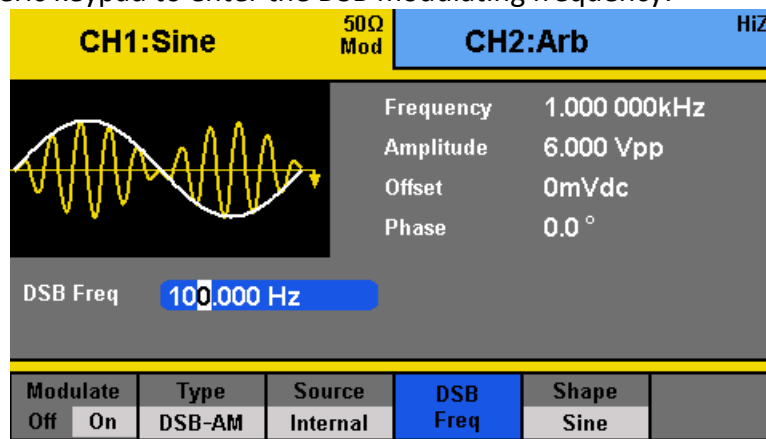 keypad to enter the DSB modulating frequency.
CH1:Sine
50Ω
Mod
CH2:Arb
HiZ
Frequency 1.000 000kHz
Amplitude 6.000 Vpp
Offset 0mVdc
Phase 0.0 °
DSB Freq 100.000 Hz
Modulate Type Source DSB Shape
Off On DSB-AM Internal Freq Sine